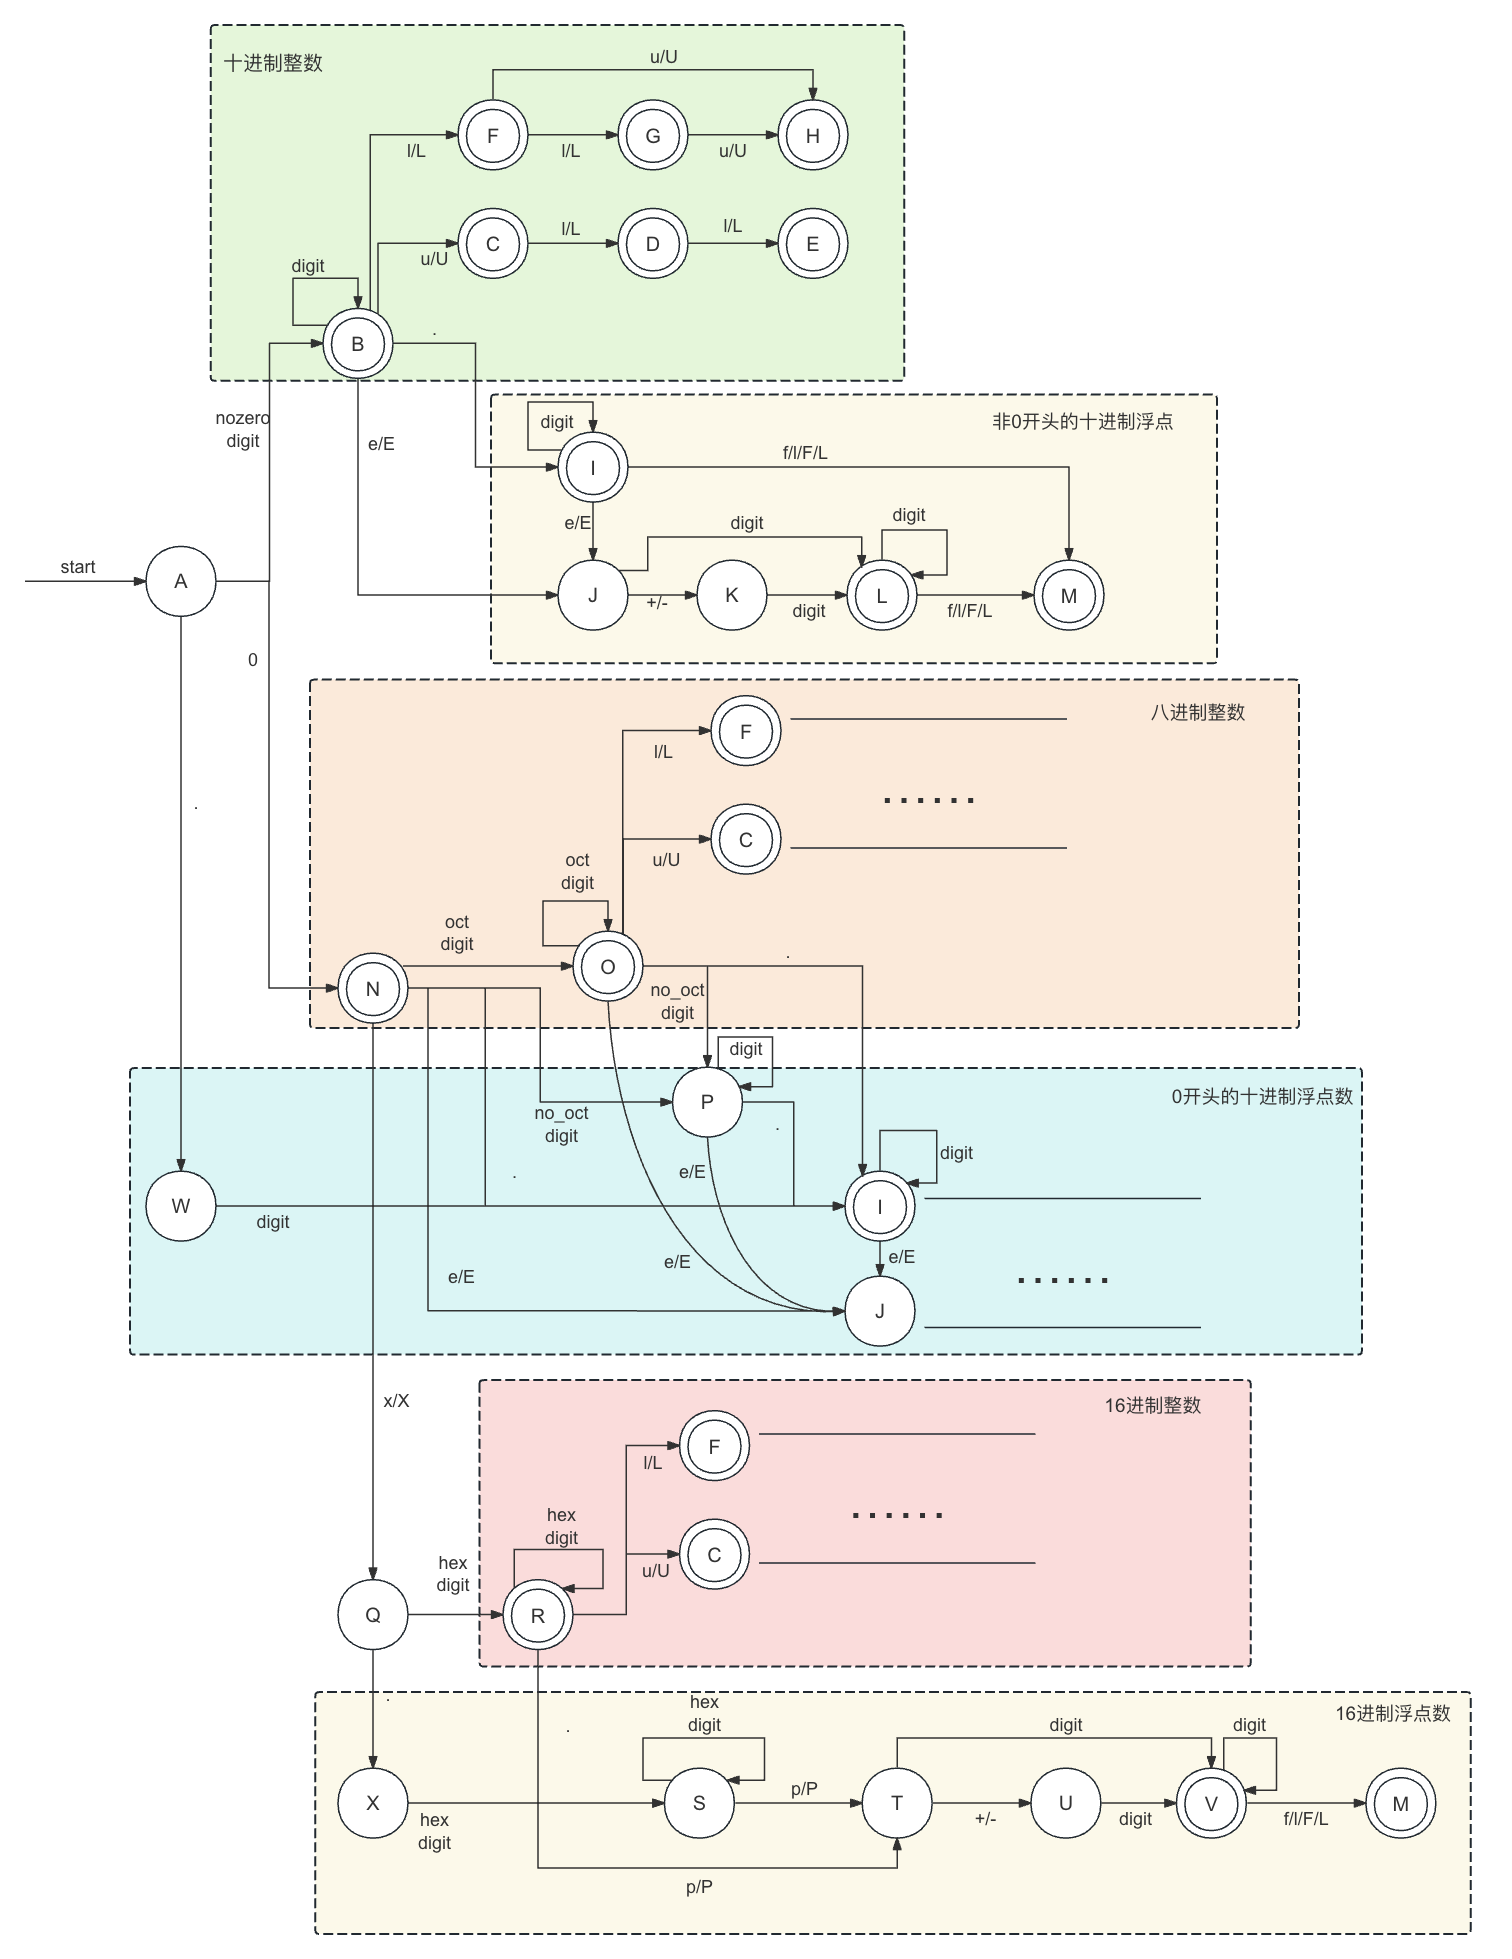 十进制整数
u/U
F
G
H
l/L
l/L
u/U
C
D
E
l/L
l/L
u/U
digit
B
.
nozero
digit
e/E
非0开头的十进制浮点
digit
I
f/l/F/L
e/E
digit
digit
start
A
J
+/-
K
digit
L
f/l/F/L
M
0
八进制整数
F
l/L
......
.
C
u/U
oct
digit
oct
digit
N
O
.
no_oct
digit
digit
0开头的十进制浮点数
P
no_oct
digit
.
e/E
digit
.
W
digit
I
e/E
e/E
e/E
......
J
x/X
16进制整数
F
l/L
......
hex
digit
C
u/U
hex
digit
Q
R
.
hex
digit
.
16进制浮点数
digit
digit
X
hex
digit
S
p/P
T
+/-
U
digit
V
f/l/F/L
M
p/P